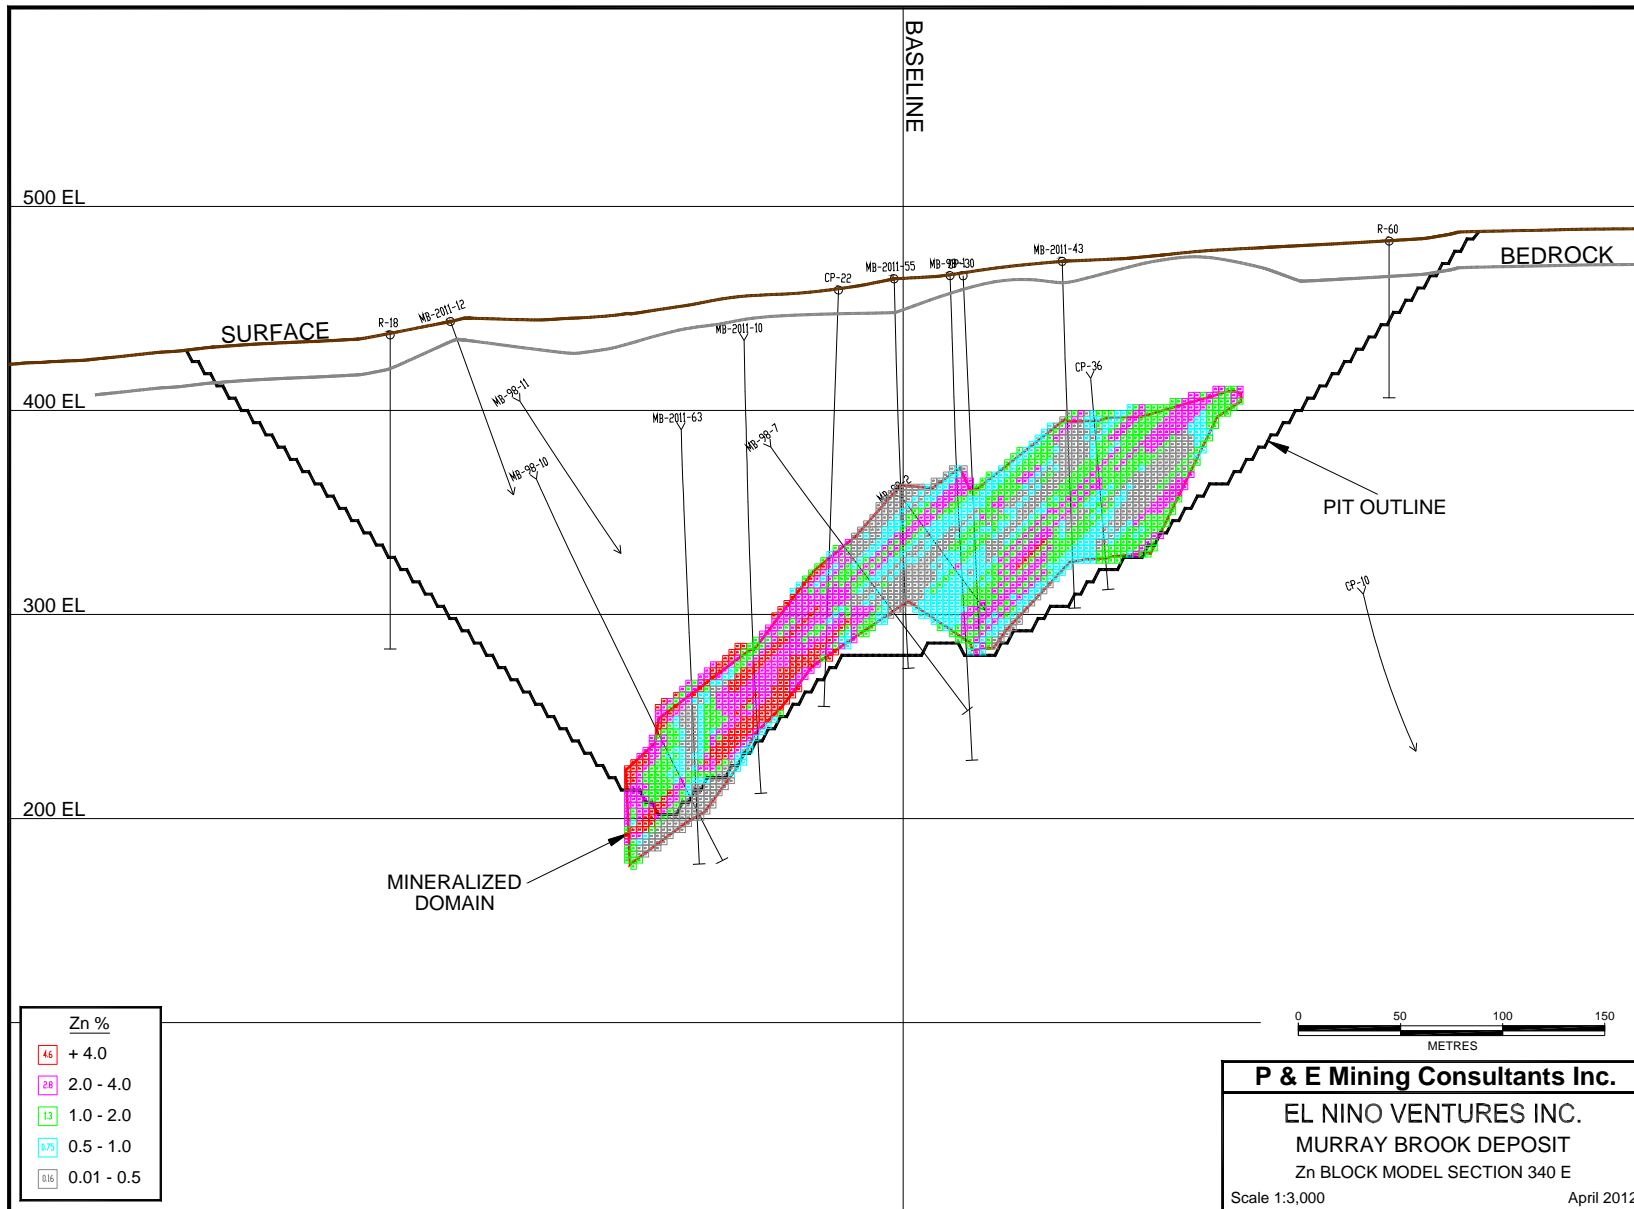 BASELINE
500 EL
R-60
MB-2011-43
BEDROCK
MB-2011-55
CP-22
MB-2011-12
R-18
SURFACE
MB-2011-10
CP-36
MB-98-11
400 EL
MB-2011-63
MB-98-7
MB-98-10
PIT OUTLINE
CP-10
300 EL
200 EL
MINERALIZED
DOMAIN
Zn %
4.6 + 4.0
2.8 2.0 - 4.0
1.3 1.0 - 2.0
0.75 0.5 - 1.0
0.16 0.01 - 0.5
0 50 100 150
METRES
P & E Mining Consultants Inc.
EL NINO VENTURES INC.
MURRAY BROOK DEPOSIT
Zn BLOCK MODEL SECTION 340 E
Scale 1:3,000 April 2012